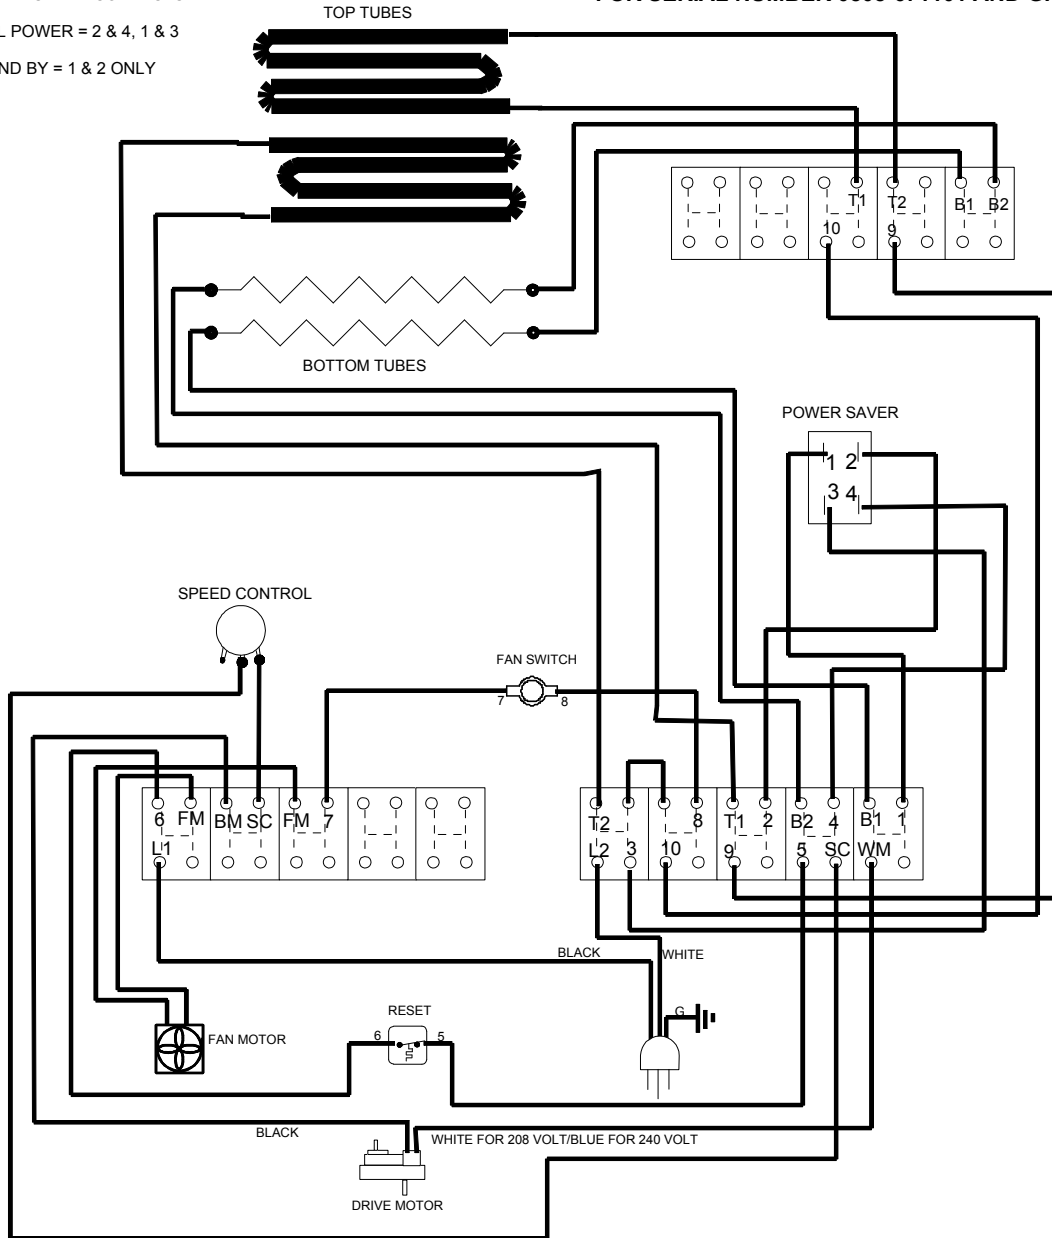 TOP TUBES
L POWER = 2 & 4, 1 & 3
ND BY = 1 & 2 ONLY
T1 T2 B1 B2
10 9
BOTTOM TUBES
POWER SAVER
1 2
3 4
SPEED CONTROL
FAN SWITCH
7 8
6 FM BM SC FM 7
L1
T2 8 T1 2 B2 4 B1 1
L2 3 10 9 5 SC WM
BLACK WHITE
G
RESET
6 5
FAN MOTOR
BLACK
WHITE FOR 208 VOLT/BLUE FOR 240 VOLT
DRIVE MOTOR